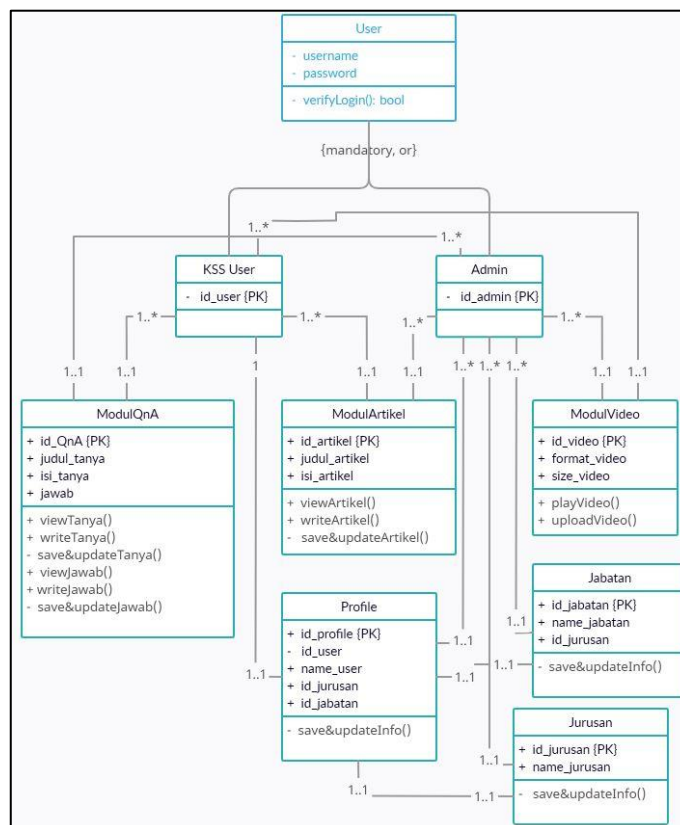 User
- username
- password
- verifyLogin(): bool
{mandatory, or}
1..*
1..*
KSS User
- id_user {PK}
Admin
- id_admin {PK}
1..*
1..*
1..*
1..*
1
1..*
1..*
1..*
1..1
1..1
1..1
1..1
1..1
1..1
ModulQnA
+ id_QnA {PK}
+ judul_tanya
+ isi_tanya
+ jawab
+ viewTanya()
+ writeTanya()
- save&updateTanya()
+ viewJawab()
+ writeJawab()
- save&updateJawab()
ModulArtikel
+ id_artikel {PK}
+ judul_artikel
+ isi_artikel
+ viewArtikel()
+ writeArtikel()
- save&updateArtikel()
ModulVideo
+ id_video {PK}
+ format_video
+ size_video
+ playVideo()
+ uploadVideo()
Profile
+ id_profile {PK}
- id_user
+ name_user
+ id_jurusan
+ id_jabatan
- save&updateInfo()
Jabatan
+ id_jabatan {PK}
+ name_jabatan
+ id_jurusan
- save&updateInfo()
1..1
1..1
1..1
1..1
1..1
Jurusan
+ id_jurusan {PK}
+ name_jurusan
- save&updateInfo()
1..1
1..1
1..1